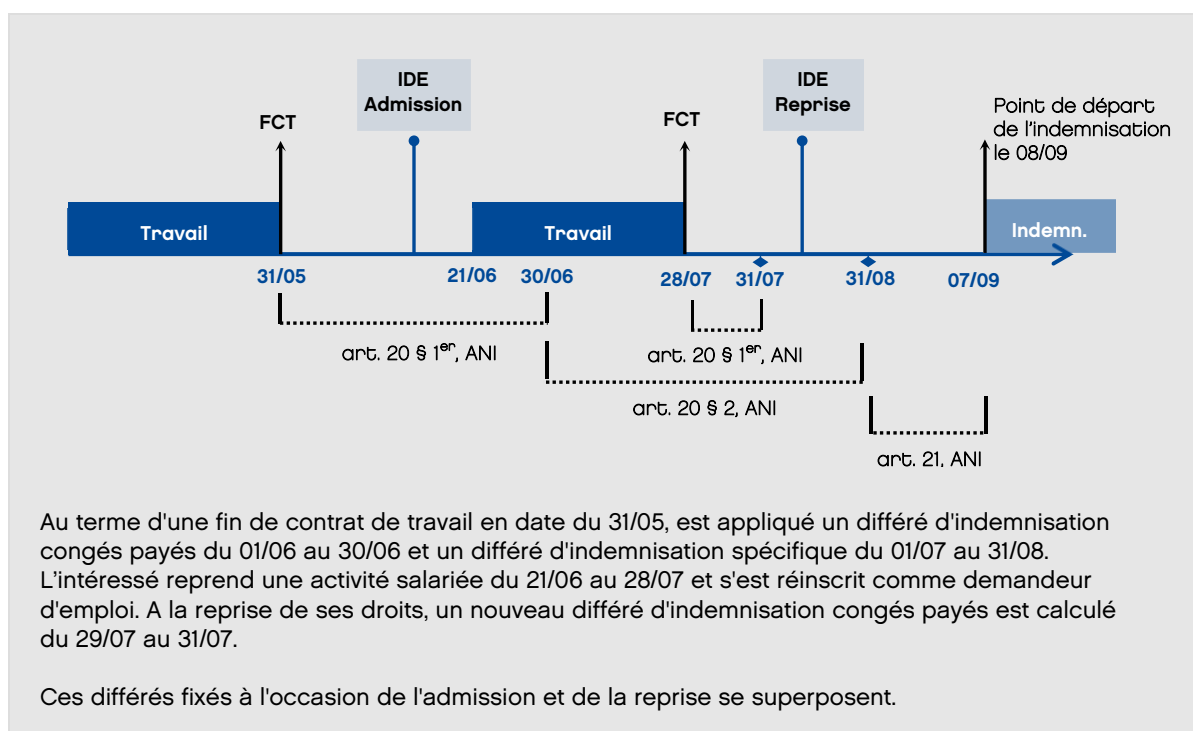 IDE
Admission
IDE
Reprise
FCT
FCT
Point de départ
de l'indemnisation
le 08/09
Travail
Travail
Indemn.
31/05
21/06
30/06
28/07
31/07
31/08
07/09
art. 20 § 1er, ANI
art. 20 § 1er, ANI
art. 20 § 2, ANI
art. 21, ANI
Au terme d'une fin de contrat de travail en date du 31/05, est appliqué un différé d'indemnisation
congés payés du 01/06 au 30/06 et un différé d'indemnisation spécifique du 01/07 au 31/08.
L'intéressé reprend une activité salariée du 21/06 au 28/07 et s'est réinscrit comme demandeur
d'emploi. A la reprise de ses droits, un nouveau différé d'indemnisation congés payés est calculé
du 29/07 au 31/07.
Ces différés fixés à l'occasion de l'admission et de la reprise se superposent.